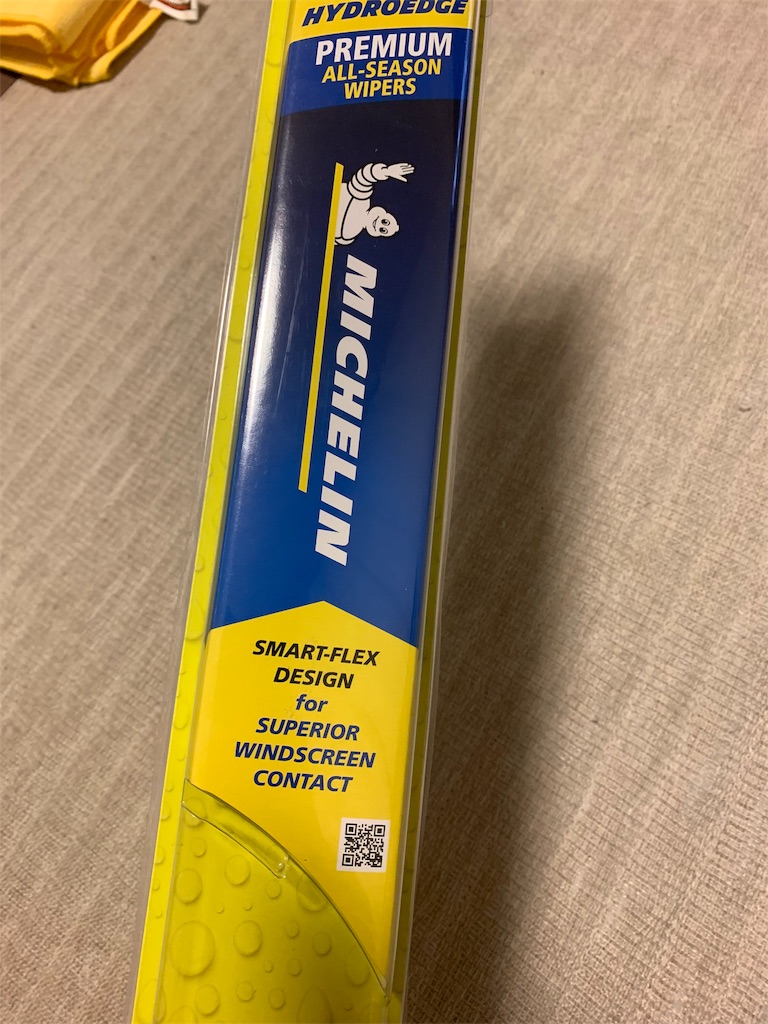 HYDROEDGE
PREMIUM
ALL-SEASON
WIPERS
MICHELIN
SMART-FLEX
DESIGN
for
SUPERIOR
WINDSCREEN
CONTACT